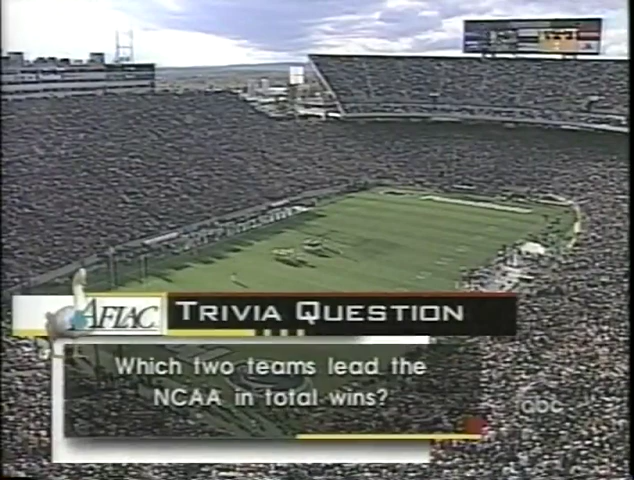 AFLAC
TRIVIA QUESTION
Which two teams lead the
NCAA in total wins?
abc